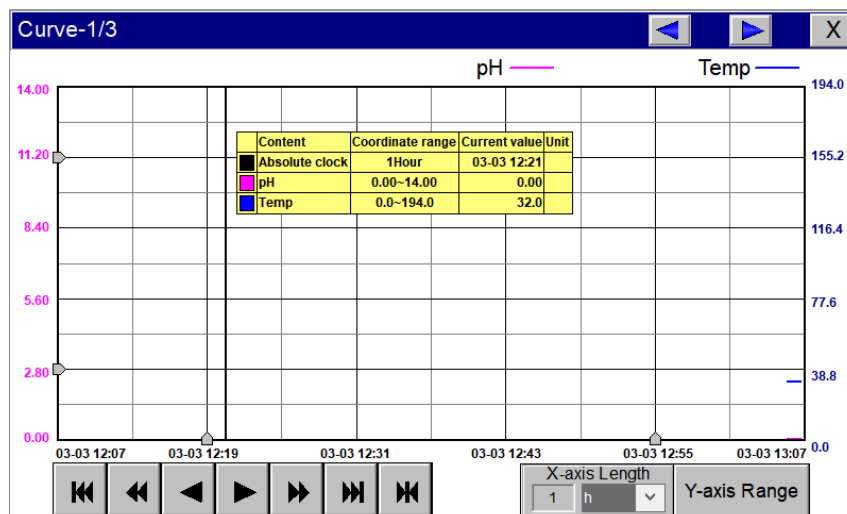 Curve-1/3
X
pH
Temp
14.00
194.0
Content Coordinate range Current value Unit
Absolute clock 1Hour 03-03 12:21
pH 0.00~14.00 0.00
Temp 0.0~194.0 32.0
11.20
155.2
8.40
116.4
5.60
77.6
2.80
38.8
0.00
0.0
03-03 12:07 03-03 12:19 03-03 12:31 03-03 12:43 03-03 12:55 03-03 13:07
X-axis Length
1 h
Y-axis Range